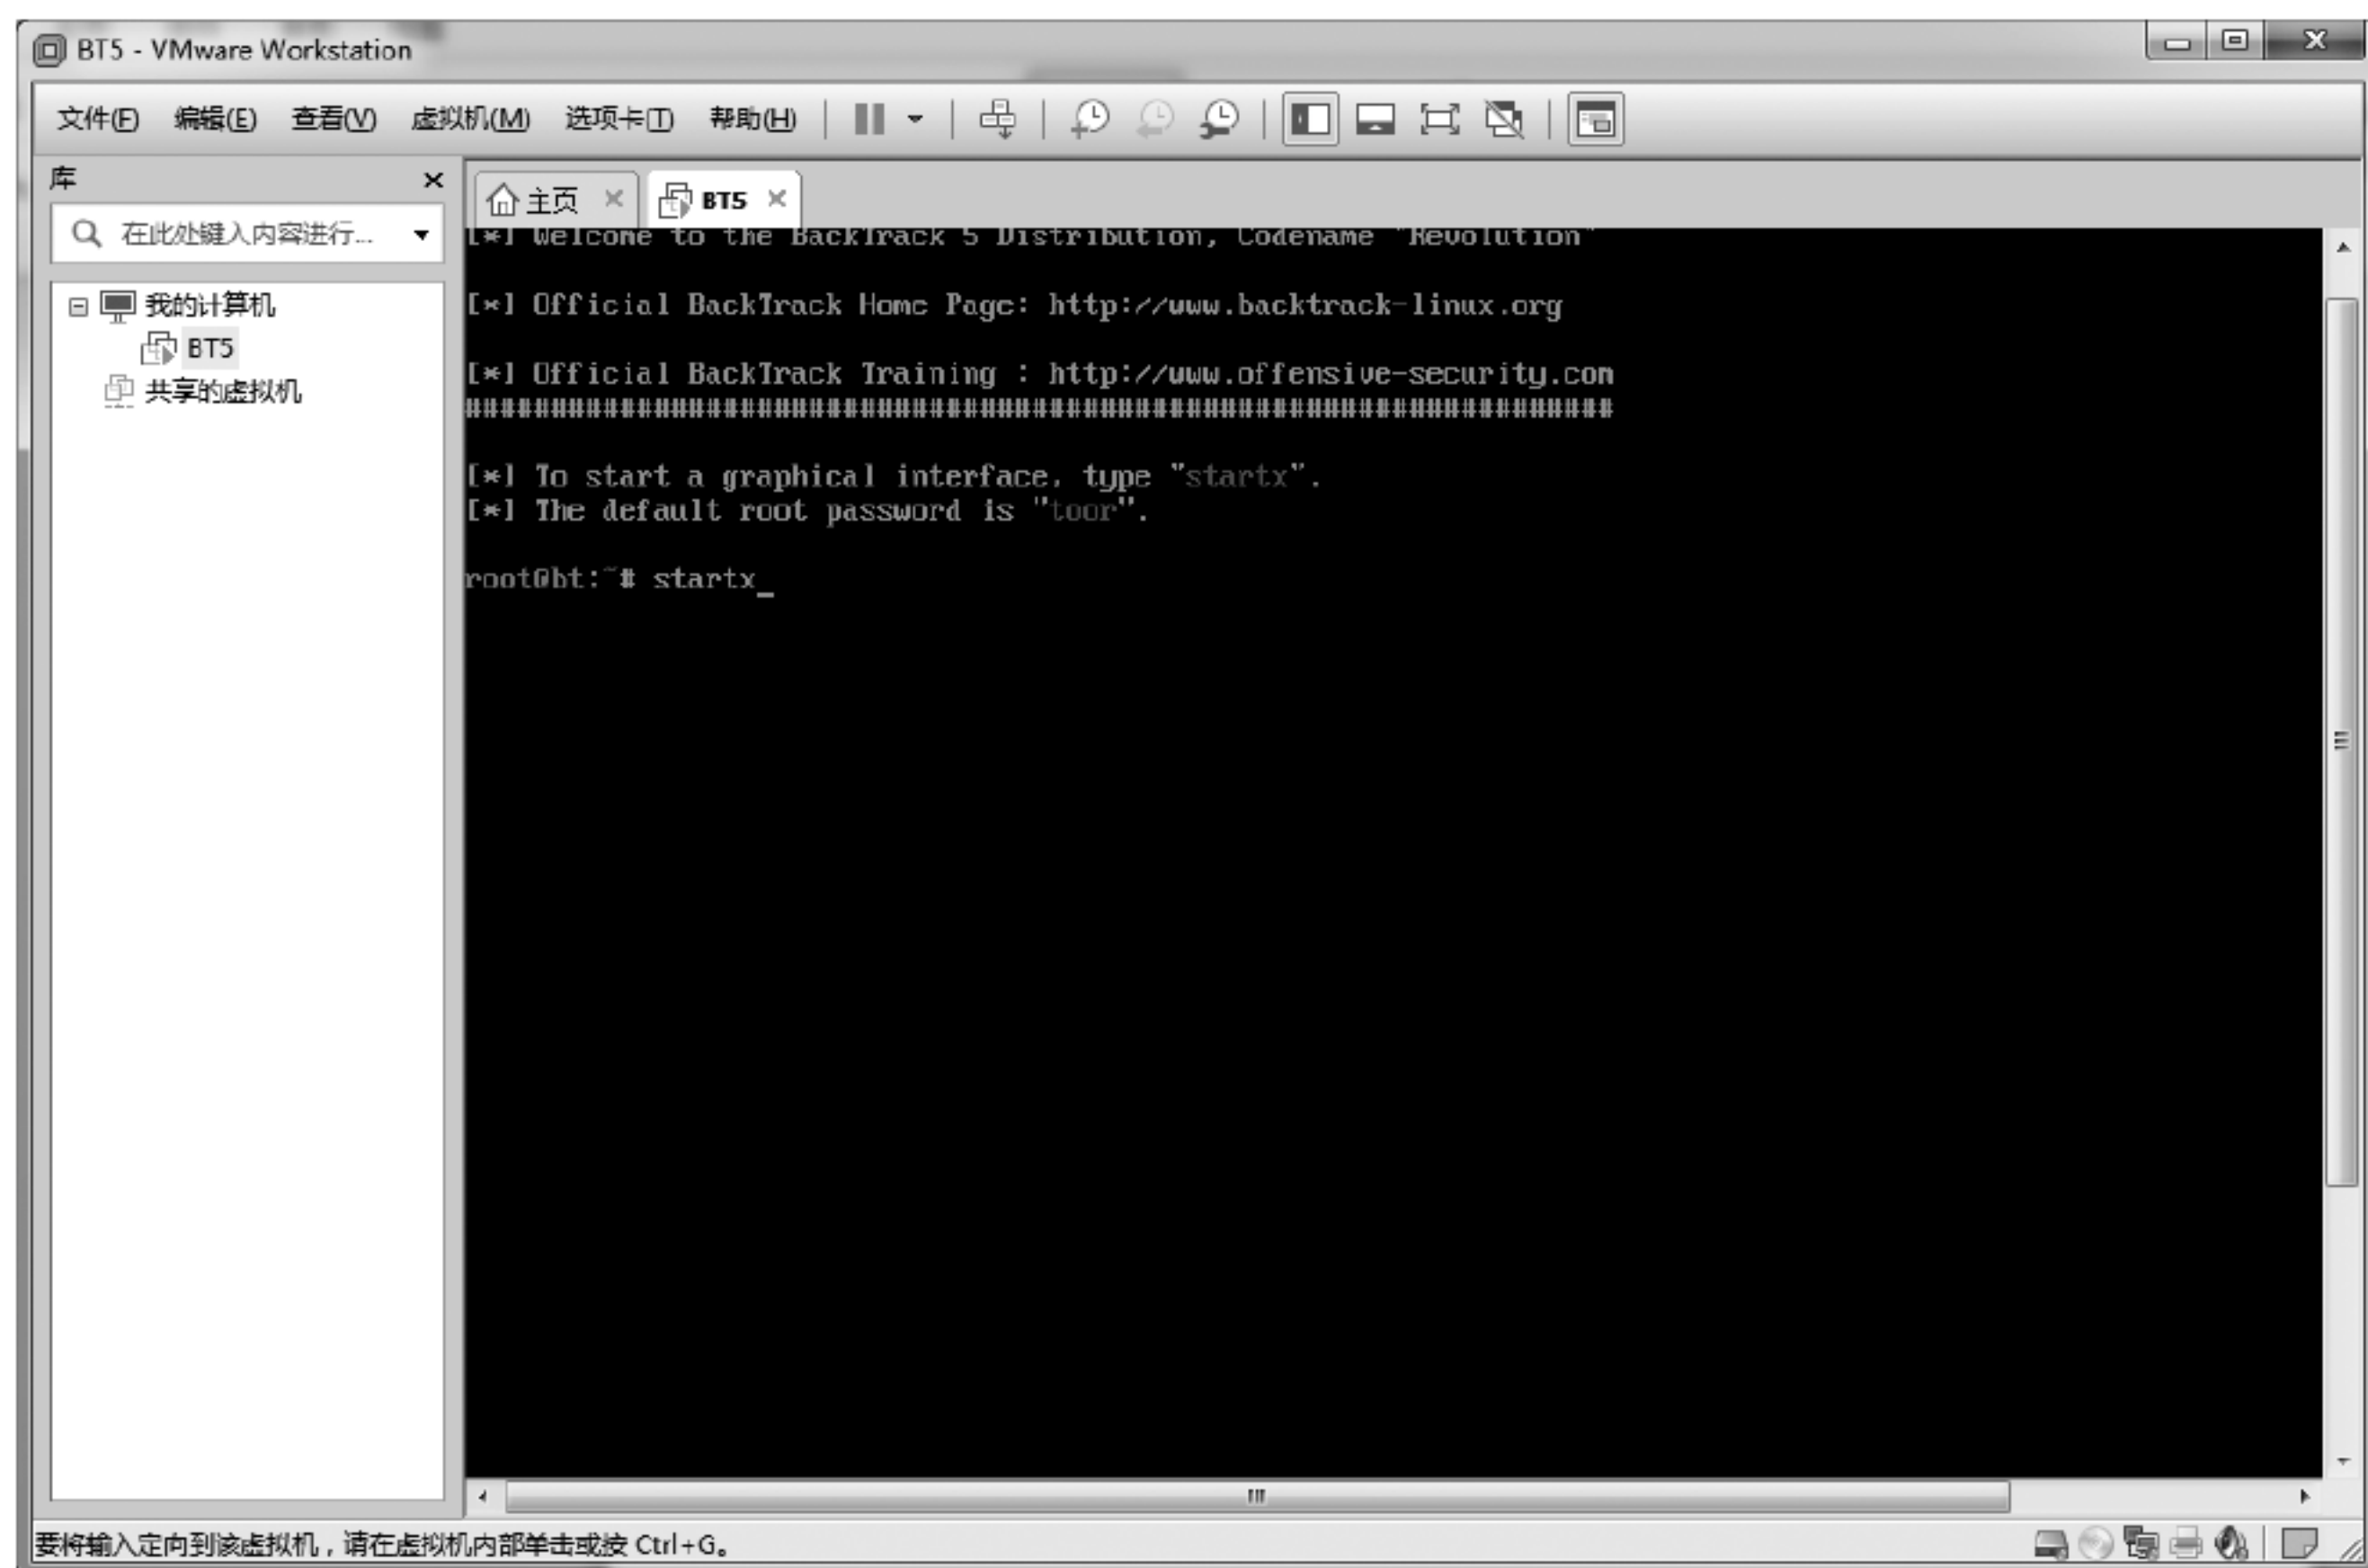 BT5 - VMware Workstation
文件(F) 编辑(E) 查看(V) 虚拟机(M) 选项卡(T) 帮助(H)
库
在此处键入内容进行...
我的计算机
BT5
共享的虚拟机
主页 BT5
[*] Welcome to the BackTrack 5 Distribution, Codename "Revolution"
[*] Official BackTrack Home Page: http://www.backtrack-linux.org
[*] Official BackTrack Training : http://www.offensive-security.com
###################################################################
[*] To start a graphical interface, type "startx".
[*] The default root password is "toor".
root@bt:~# startx_
要将输入定向到该虚拟机，请在虚拟机内部单击或按 Ctrl+G。